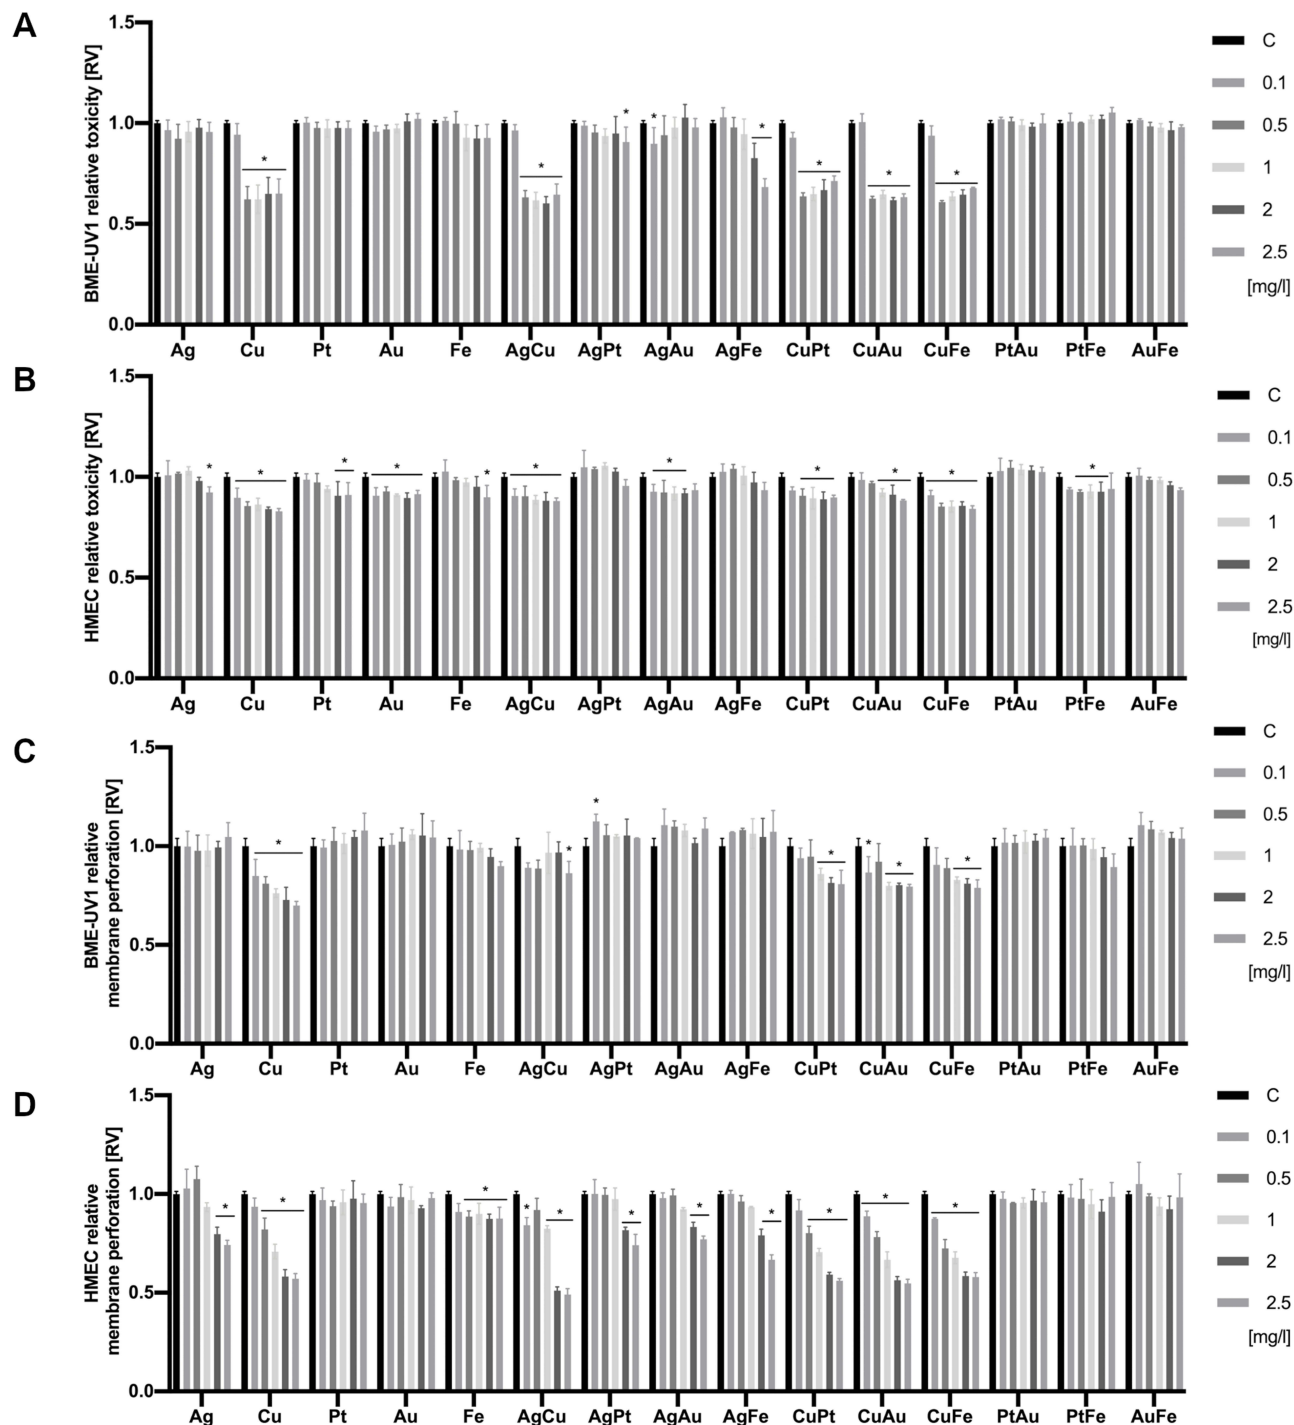 A
BME-UV1 relative toxicity [RV]
1.5
1.0
0.5
0.0
* * * * * * * *
Ag Cu Pt Au Fe AgCu AgPt AgAu AgFe CuPt CuAu CuFe PtAu PtFe AuFe
C
0.1
0.5
1
2
2.5
[mg/l]
B
HMEC relative toxicity [RV]
1.5
1.0
0.5
0.0
* * * * * * * * * * *
Ag Cu Pt Au Fe AgCu AgPt AgAu AgFe CuPt CuAu CuFe PtAu PtFe AuFe
C
0.1
0.5
1
2
2.5
[mg/l]
C
BME-UV1 relative
membrane perforation [RV]
1.5
1.0
0.5
0.0
* * * * * * *
Ag Cu Pt Au Fe AgCu AgPt AgAu AgFe CuPt CuAu CuFe PtAu PtFe AuFe
C
0.1
0.5
1
2
2.5
[mg/l]
D
HMEC relative
membrane perforation [RV]
1.5
1.0
0.5
0.0
* * * * * * * * * * *
Ag Cu Pt Au Fe AgCu AgPt AgAu AgFe CuPt CuAu CuFe PtAu PtFe AuFe
C
0.1
0.5
1
2
2.5
[mg/l]